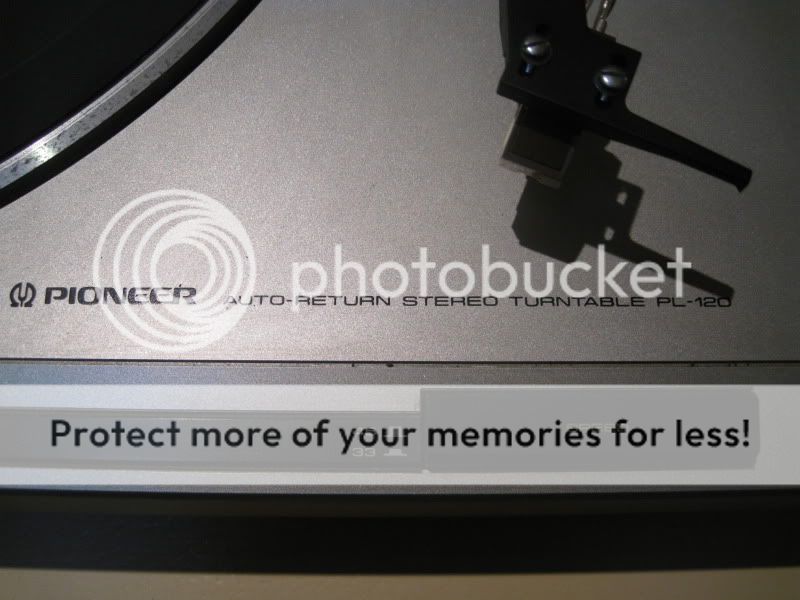 photobucket
PIONEER AUTO-RETURN STEREO TURNTABLE PL-120
Protect more of your memories for less!
33